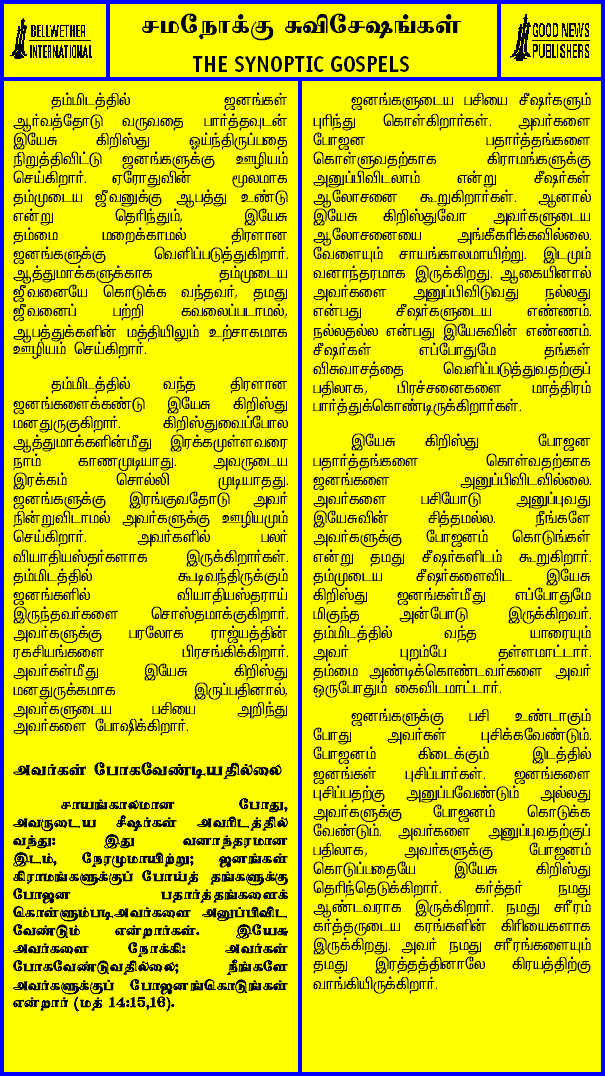 BELLWETHER
INTERNATIONAL
சமநோக்கு சுவிசேஷங்கள்
THE SYNOPTIC GOSPELS
GOOD NEWS
PUBLISHERS
தம்மிடத்தில் ஜனங்கள்
ஆர்வத்தோடு வருவதை பார்த்தவுடன்
இயேசு கிறிஸ்து ஓய்ந்திருப்பதை
நிறுத்திவிட்டு ஜனங்களுக்கு ஊழியம்
செய்கிறார். ஏரோதுவின் மூலமாக
தம்முடைய ஜீவனுக்கு ஆபத்து உண்டு
என்று தெரிந்தும், இயேசு
தம்மை மறைக்காமல் திரளான
ஜனங்களுக்கு வெளிப்படுத்துகிறார்.
ஆத்துமாக்களுக்காக தம்முடைய
ஜீவனையே கொடுக்க வந்தவர், தமது
ஜீவனைப் பற்றி கவலைப்படாமல்,
ஆபத்துக்களின் மத்தியிலும் உற்சாகமாக
ஊழியம் செய்கிறார்.
தம்மிடத்தில் வந்த திரளான
ஜனங்களைக்கண்டு இயேசு கிறிஸ்து
மனதுருகுகிறார். கிறிஸ்துவைப்போல
ஆத்துமாக்களின்மீது இரக்கமுள்ளவரை
நாம் காணமுடியாது. அவருடைய
இரக்கம் சொல்லி முடியாதது.
ஜனங்களுக்கு இரங்குவதோடு அவர்
நின்றுவிடாமல் அவர்களுக்கு ஊழியமும்
செய்கிறார். அவர்களில் பலர்
வியாதியஸ்தர்களாக இருக்கிறார்கள்.
தம்மிடத்தில் கூடிவந்திருக்கும்
ஜனங்களில் வியாதியஸ்தராய்
இருந்தவர்களை சொஸ்தமாக்குகிறார்.
அவர்களுக்கு பரலோக ராஜ்யத்தின்
ரகசியங்களை பிரசங்கிக்கிறார்.
அவர்கள்மீது இயேசு கிறிஸ்து
மனதுருக்கமாக இருப்பதினால்,
அவர்களுடைய பசியை அறிந்து
அவர்களை போஷிக்கிறார்.
அவர்கள் போகவேண்டியதில்லை
சாயங்காலமான போது,
அவருடைய சீஷர்கள் அவரிடத்தில்
வந்து: இது வனாந்தரமான
இடம், நேரமுமாயிற்று; ஜனங்கள்
கிராமங்களுக்குப் போய்த் தங்களுக்கு
போஜன பதார்த்தங்களைக்
கொள்ளும்படி.அவர்களை அனுப்பிவிட
வேண்டும் என்றார்கள். இயேசு
அவர்களை நோக்கி: அவர்கள்
போகவேண்டுவதில்லை; நீங்களே
அவர்களுக்குப் போஜனங்கொடுங்கள்
என்றார் (மத் 14:15,16).
ஜனங்களுடைய பசியை சீஷர்களும்
புரிந்து கொள்கிறார்கள். அவர்களை
போஜன பதார்த்தங்களை
கொள்ளுவதற்காக கிராமங்களுக்கு
அனுப்பிவிடலாம் என்று சீஷர்கள்
ஆலோசனை கூறுகிறார்கள். ஆனால்
இயேசு கிறிஸ்துவோ அவர்களுடைய
ஆலோசனையை அங்கீகரிக்கவில்லை.
வேளையும் சாயங்காலமாயிற்று. இடமும்
வனாந்தரமாக இருக்கிறது. ஆகையினால்
அவர்களை அனுப்பிவிடுவது நல்லது
என்பது சீஷர்களுடைய எண்ணம்.
நல்லதல்ல என்பது இயேசுவின் எண்ணம்.
சீஷர்கள் எப்போதுமே தங்கள்
விசுவாசத்தை வெளிப்படுத்துவதற்குப்
பதிலாக, பிரச்சனைகளை மாத்திரம்
பார்த்துக்கொண்டிருக்கிறார்கள்.
இயேசு கிறிஸ்து போஜன
பதார்த்தங்களை கொள்வதற்காக
ஜனங்களை அனுப்பிவிடவில்லை.
அவர்களை பசியோடு அனுப்புவது
இயேசுவின் சித்தமல்ல. நீங்களே
அவர்களுக்கு போஜனம் கொடுங்கள்
என்று தமது சீஷர்களிடம் கூறுகிறார்.
தம்முடைய சீஷர்களைவிட இயேசு
கிறிஸ்து ஜனங்கள்மீது எப்போதுமே
மிகுந்த அன்போடு இருக்கிறவர்.
தம்மிடத்தில் வந்த யாரையும்
அவர் புறம்பே தள்ளமாட்டார்.
தம்மை அண்டிக்கொண்டவர்களை அவர்
ஒருபோதும் கைவிடமாட்டார்.
ஜனங்களுக்கு பசி உண்டாகும்
போது அவர்கள் புசிக்கவேண்டும்.
போஜனம் கிடைக்கும் இடத்தில்
ஜனங்கள் புசிப்பார்கள். ஜனங்களை
புசிப்பதற்கு அனுப்பவேண்டும் அல்லது
அவர்களுக்கு போஜனம் கொடுக்க
வேண்டும். அவர்களை அனுப்புவதற்குப்
பதிலாக, அவர்களுக்கு போஜனம்
கொடுப்பதையே இயேசு கிறிஸ்து
தெரிந்தெடுக்கிறார். கர்த்தர் நமது
ஆண்டவராக இருக்கிறார். நமது சரீரம்
கர்த்தருடைய கரங்களின் கிரியைகளாக
இருக்கிறது. அவர் நமது சரீரங்களையும்
தமது இரத்தத்தினாலே கிரயத்திற்கு
வாங்கியிருக்கிறார்.